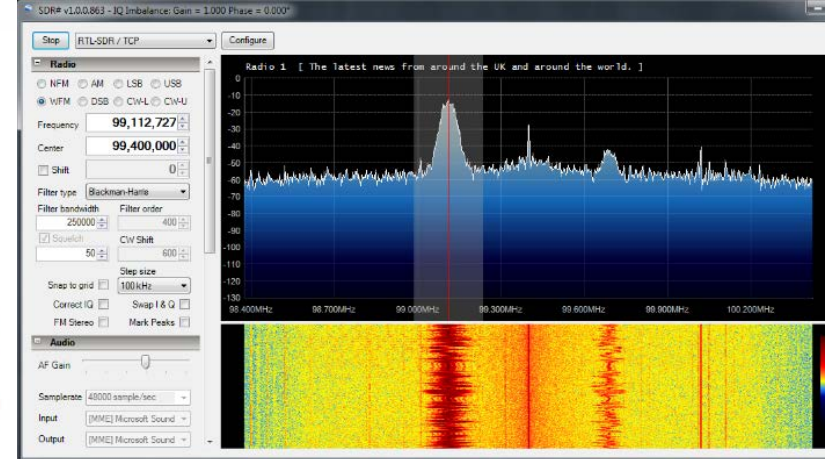 SDR# v1.0.0.863 - IQ Imbalance: Gain = 1.000 Phase = 0.000°
Stop RTL-SDR / TCP Configure
Radio
NFM AM LSB USB
WFM DSB CW-L CW-U
Frequency 99,112,727
Center 99,400,000
Shift 0
Filter type Blackman-Harris
Filter bandwidth Filter order
250000 400
Squelch CW Shift
50 600
Step size
Snap to grid 100 kHz
Correct IQ Swap I & Q
FM Stereo Mark Peaks
Audio
AF Gain
Samplerate 48000 sample/sec
Input [MME] Microsoft Sound
Output [MME] Microsoft Sound
Radio 1 [ The latest news from around the UK and around the world. ]
0
-10
-20
-30
-40
-50
-60
-70
-80
-90
-100
-110
-120
-130
98.400MHz 98.700MHz 99.000MHz 99.300MHz 99.600MHz 99.900MHz 100.200MHz